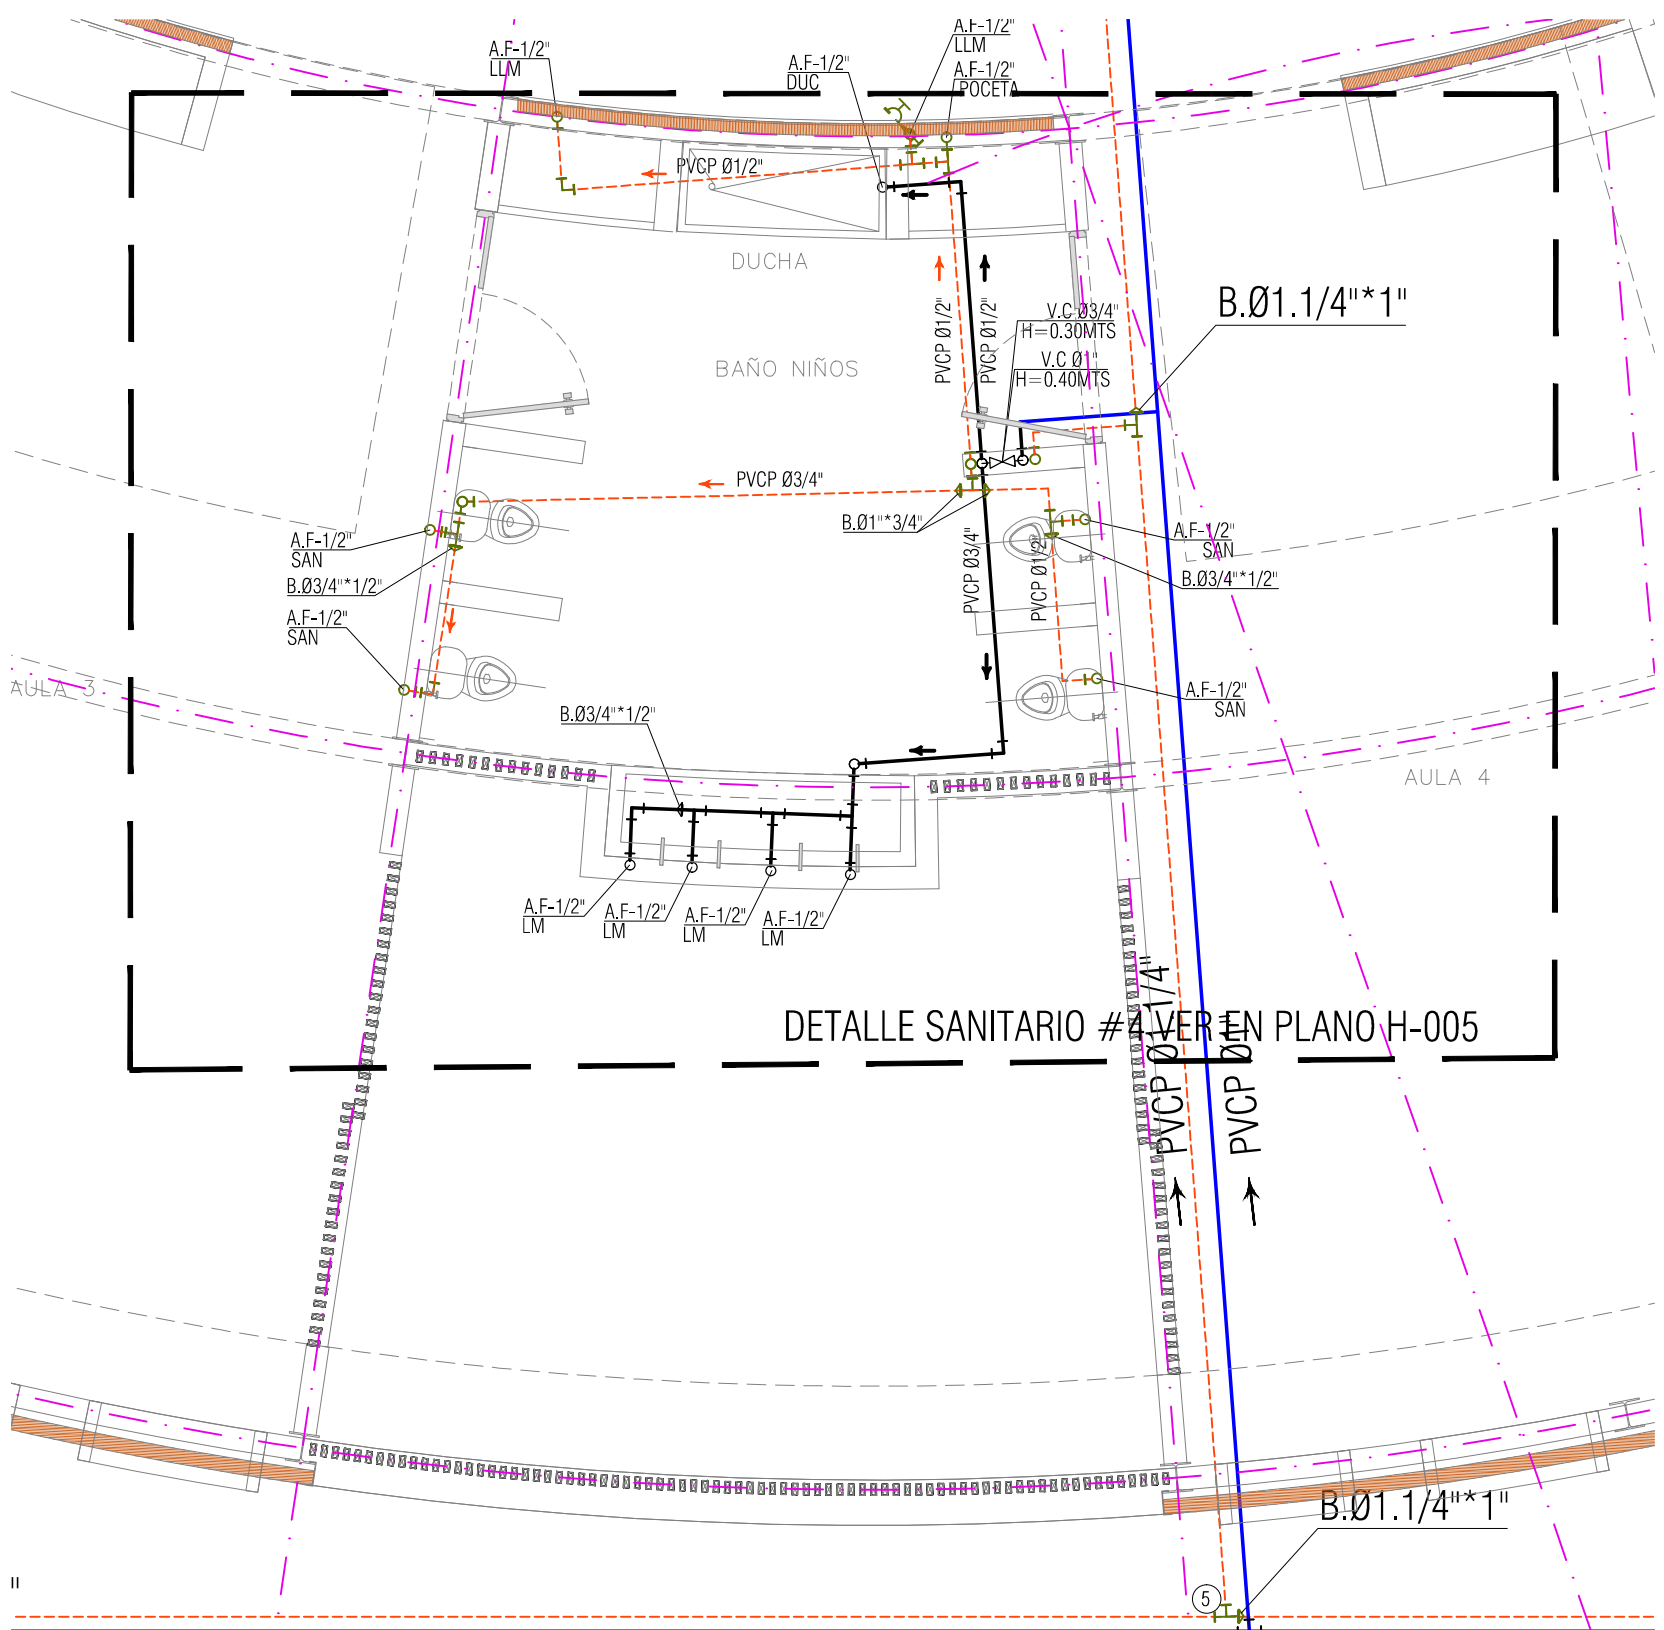 A.F-1/2"
LLM
A.F-1/2"
DUC
A.F-1/2"
LLM
A.F-1/2"
POCETA
PVCP Ø1/2"
DUCHA
BAÑO NIÑOS
PVCP Ø1/2"
PVCP Ø1/2"
V.C Ø3/4"
H=0.30MTS
V.C Ø1"
H=0.40MTS
B.Ø1.1/4"*1"
PVCP Ø3/4"
B.Ø1"*3/4"
A.F-1/2"
SAN
B.Ø3/4"*1/2"
A.F-1/2"
SAN
PVCP Ø3/4"
PVCP Ø1/2"
A.F-1/2"
SAN
B.Ø3/4"*1/2"
A.F-1/2"
SAN
AULA 3
B.Ø3/4"*1/2"
AULA 4
A.F-1/2"
LM
A.F-1/2"
LM
A.F-1/2"
LM
A.F-1/2"
LM
DETALLE SANITARIO #4 VER EN PLANO H-005
PVCP Ø1.1/4"
PVCP Ø1"
B.Ø1.1/4"*1"
5